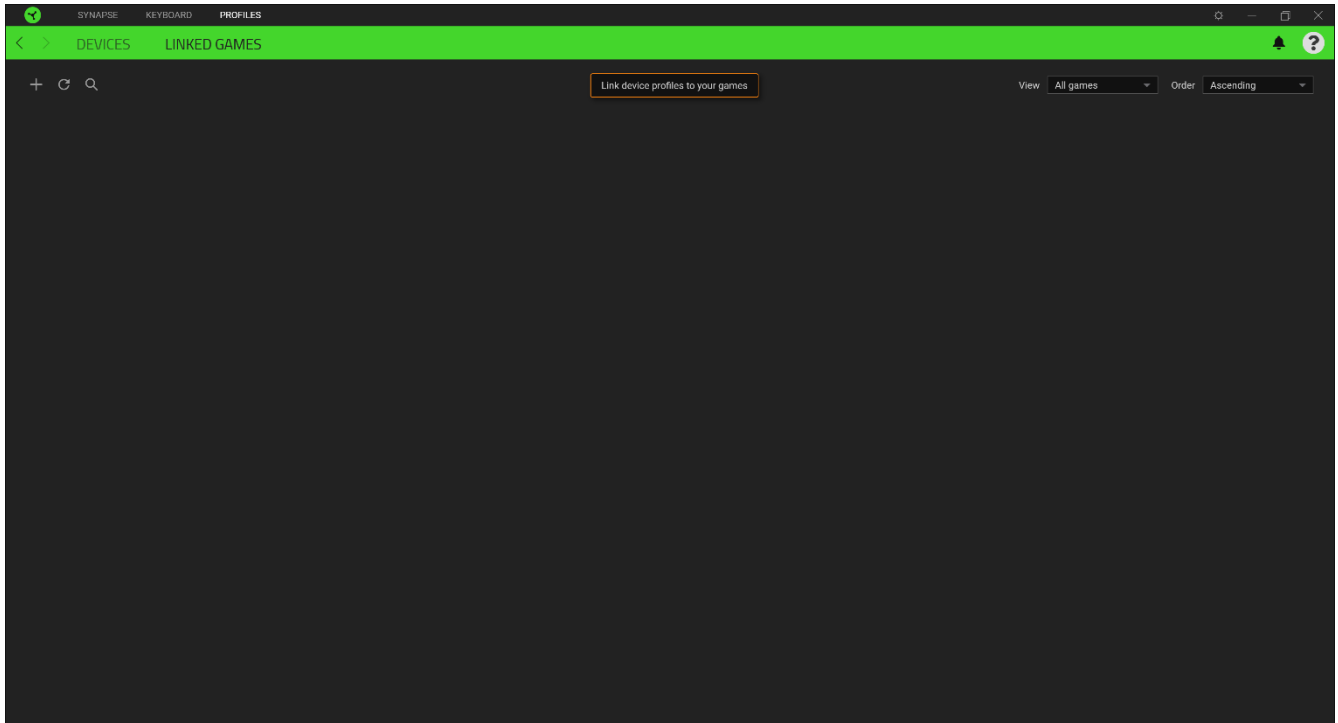 SYNAPSE KEYBOARD PROFILES
DEVICES LINKED GAMES ?
Link device profiles to your games View All games Order Ascending